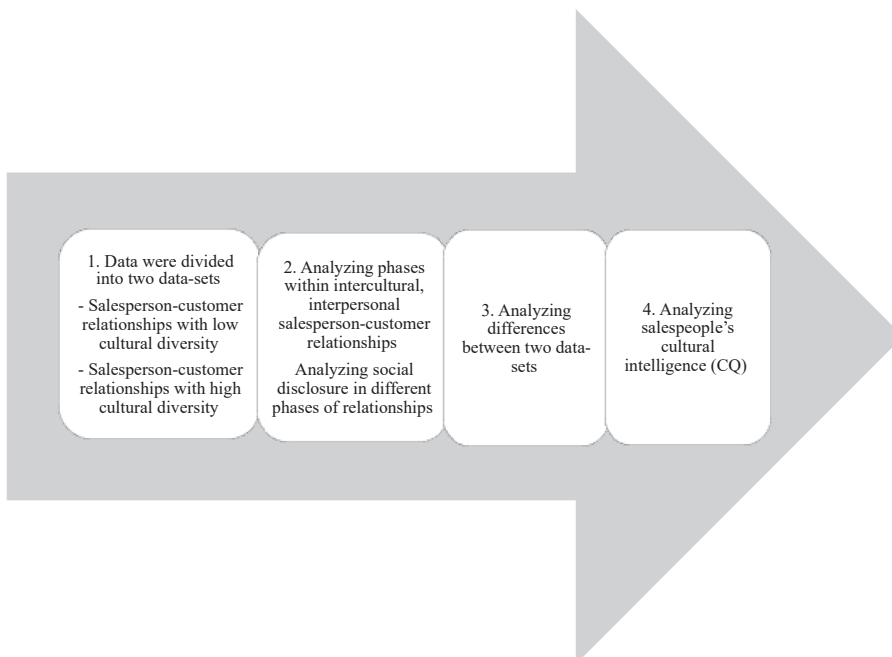 1. Data were divided
into two data-sets
- Salesperson-customer
relationships with low
cultural diversity
- Salesperson-customer
relationships with high
cultural diversity
2. Analyzing phases
within intercultural,
interpersonal
salesperson-customer
relationships
Analyzing social
disclosure in different
phases of relationships
3. Analyzing
differences
between two data-
sets
4. Analyzing
salespeople's
cultural
intelligence (CQ)